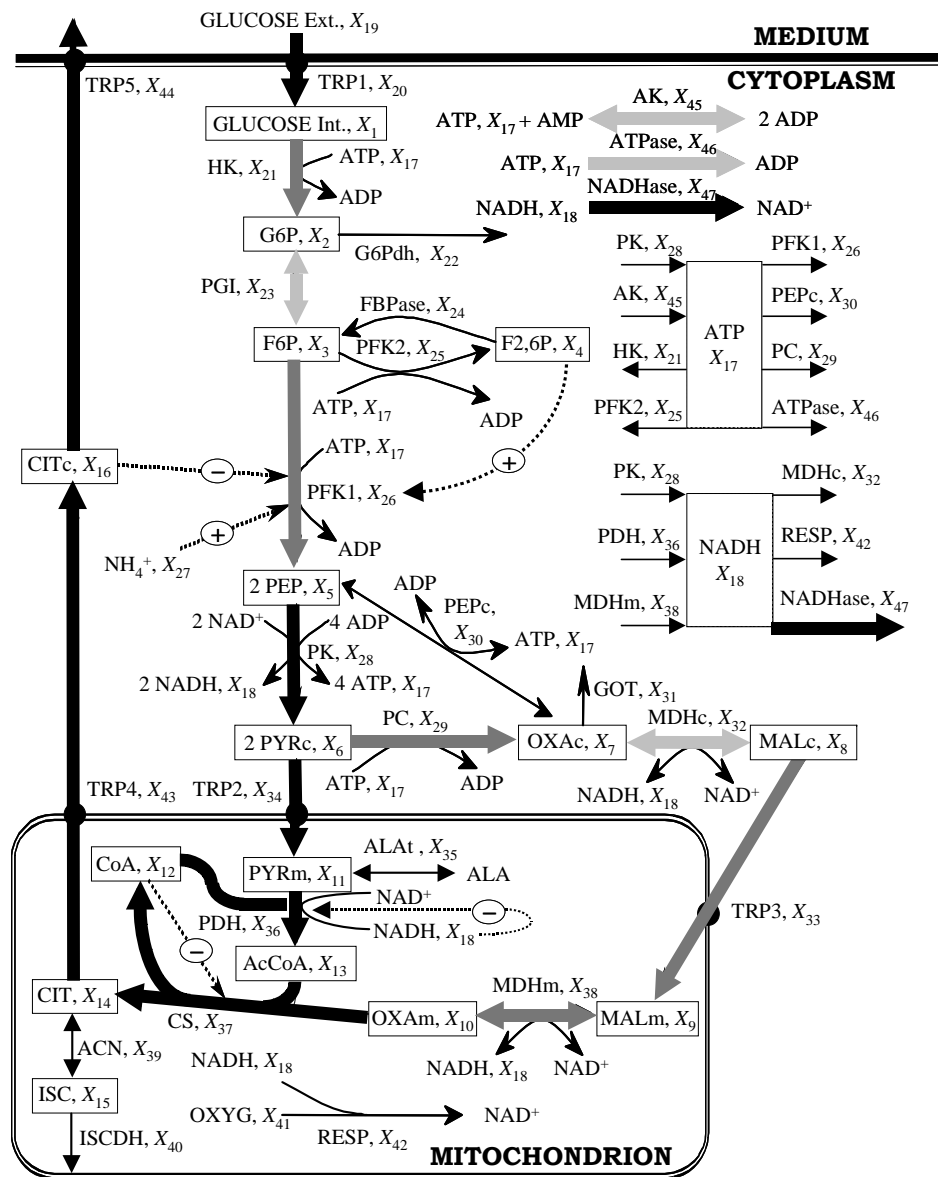 GLUCOSE Ext., X19
MEDIUM
CYTOPLASM
TRP5, X44
TRP1, X20
GLUCOSE Int., X1
HK, X21
ATP, X17
ADP
ATP, X17 + AMP
AK, X45
2 ADP
ATP, X17
ATPase, X46
ADP
NADH, X18
NADHase, X47
NAD+
G6P, X2
G6Pdh, X22
PGI, X23
F6P, X3
FBPase, X24
PFK2, X25
F2,6P, X4
ATP, X17
ADP
PK, X28
PFK1, X26
AK, X45
PEPc, X30
ATP
X17
HK, X21
PC, X29
PFK2, X25
ATPase, X46
CITc, X16
−
ATP, X17
+
PFK1, X26
+
NH4+, X27
ADP
PK, X28
MDHc, X32
PDH, X36
RESP, X42
NADH
X18
MDHm, X38
NADHase, X47
2 PEP, X5
ADP
PEPc,
X30
ATP, X17
2 NAD+
4 ADP
PK, X28
2 NADH, X18
4 ATP, X17
GOT, X31
2 PYRc, X6
PC, X29
ATP, X17
ADP
OXAc, X7
MDHc, X32
NADH, X18
NAD+
MALc, X8
TRP4, X43
TRP2, X34
CoA, X12
PYRm, X11
ALAt , X35
ALA
NAD+
−
PDH, X36
NADH, X18
TRP3, X33
−
AcCoA, X13
CIT, X14
CS, X37
OXAm, X10
MDHm, X38
MALm, X9
NADH, X18
NAD+
ACN, X39
ISC, X15
ISCDH, X40
NADH, X18
OXYG, X41
RESP, X42
NAD+
MITOCHONDRION